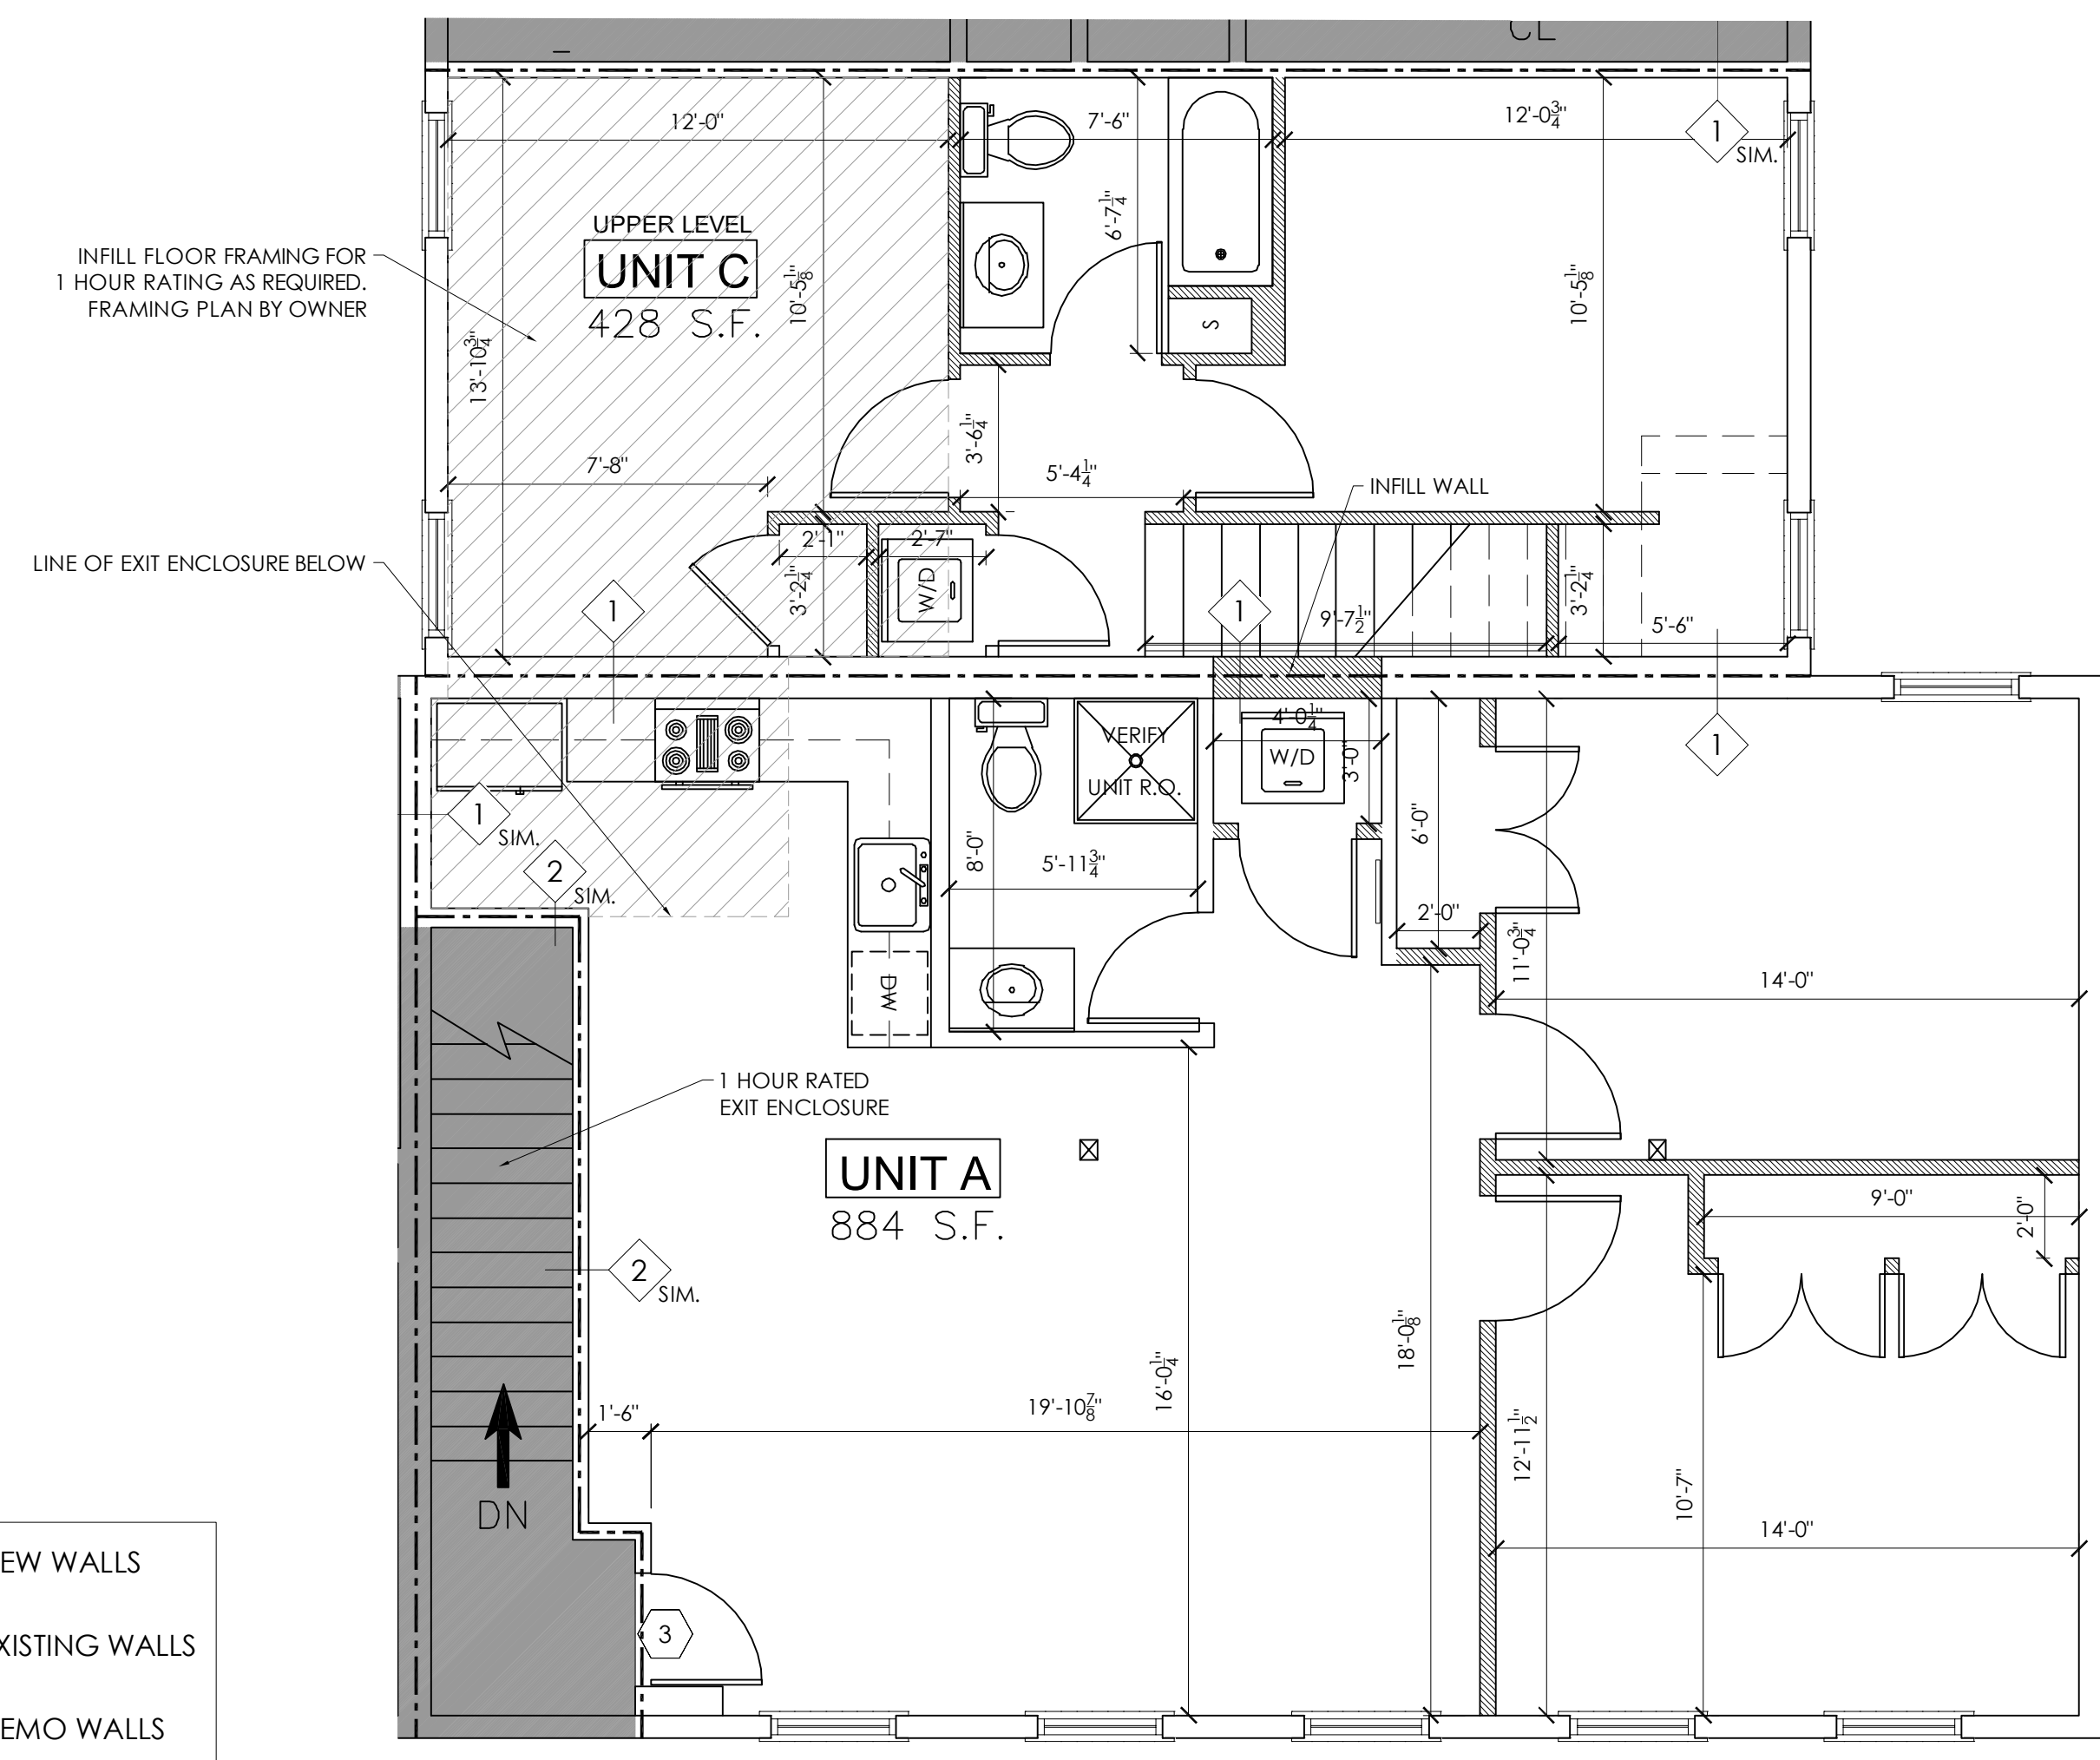 CL
12'-0"
7'-6"
12'-0¾"
1
SIM.
6'-7¼"
UPPER LEVEL
UNIT C
428 S.F.
10'-5⅛"
10'-5⅛"
INFILL FLOOR FRAMING FOR
1 HOUR RATING AS REQUIRED.
FRAMING PLAN BY OWNER
S
13'-10¾"
3'-6¼"
7'-8"
5'-4¼"
INFILL WALL
LINE OF EXIT ENCLOSURE BELOW
2'-1"
2'-7"
3'-2¼"
W/D
1
1
9'-7½"
3'-2¼"
5'-6"
4'-0¼"
VERIFY
UNIT R.O.
W/D
3'-0"
1
1
SIM.
6'-0"
8'-0"
5'-11¾"
2
SIM.
2'-0"
11'-0¾"
14'-0"
DW
1 HOUR RATED
EXIT ENCLOSURE
UNIT A
884 S.F.
9'-0"
2'-0"
2
SIM.
16'-0¼"
18'-0⅛"
1'-6"
19'-10⅞"
12'-11½"
10'-7"
14'-0"
DN
3
EW WALLS
XISTING WALLS
EMO WALLS